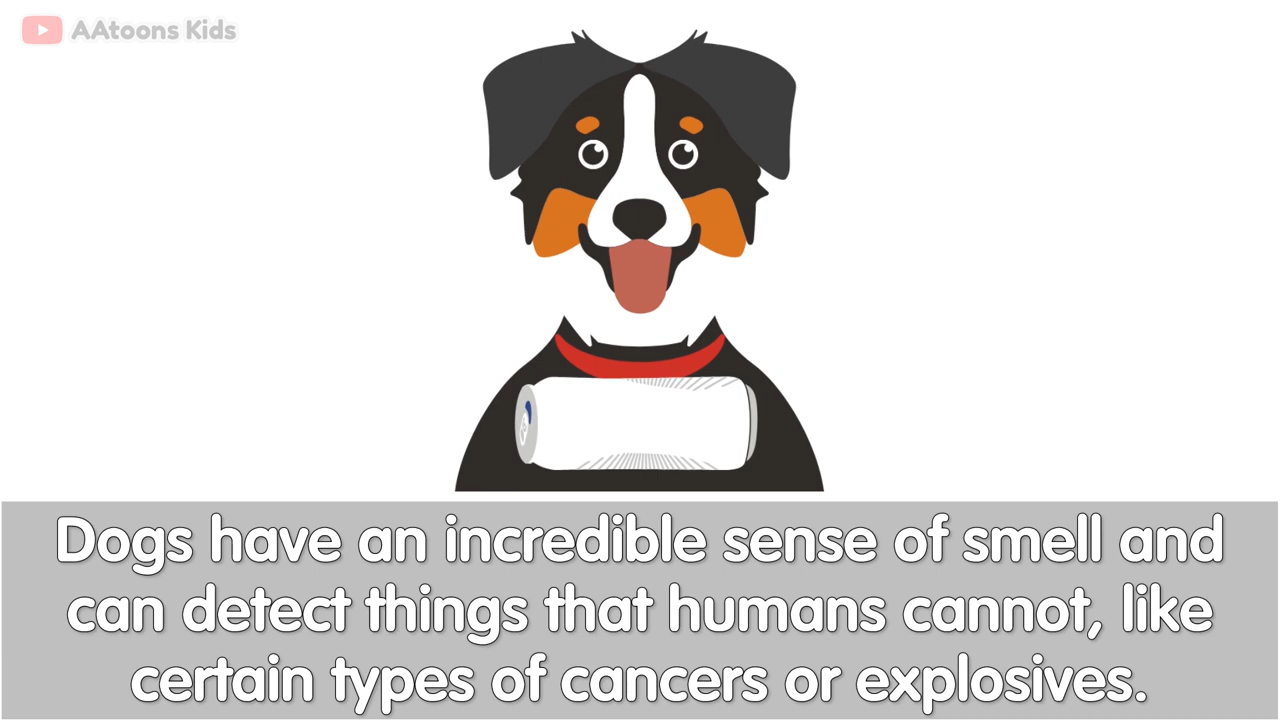 AAtoons Kids
Dogs have an incredible sense of smell and
can detect things that humans cannot, like
certain types of cancers or explosives.